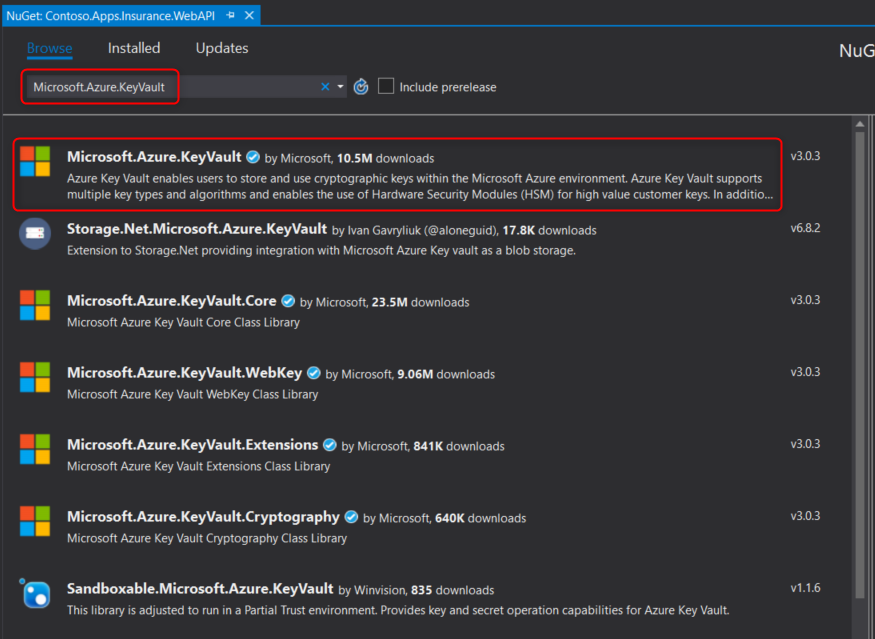 NuGet: Contoso.Apps.Insurance.WebAPI
Browse Installed Updates
NuG
Microsoft.Azure.KeyVault Include prerelease
Microsoft.Azure.KeyVault by Microsoft, 10.5M downloads v3.0.3
Azure Key Vault enables users to store and use cryptographic keys within the Microsoft Azure environment. Azure Key Vault supports
multiple key types and algorithms and enables the use of Hardware Security Modules (HSM) for high value customer keys. In additio...
Storage.Net.Microsoft.Azure.KeyVault by Ivan Gavryliuk (@aloneguid), 17.8K downloads v6.8.2
Extension to Storage.Net providing integration with Microsoft Azure Key vault as a blob storage.
Microsoft.Azure.KeyVault.Core by Microsoft, 23.5M downloads v3.0.3
Microsoft Azure Key Vault Core Class Library
Microsoft.Azure.KeyVault.WebKey by Microsoft, 9.06M downloads v3.0.3
Microsoft Azure Key Vault WebKey Class Library
Microsoft.Azure.KeyVault.Extensions by Microsoft, 841K downloads v3.0.3
Microsoft Azure Key Vault Extensions Class Library
Microsoft.Azure.KeyVault.Cryptography by Microsoft, 640K downloads v3.0.3
Microsoft Azure Key Vault Cryptography Class Library
Sandboxable.Microsoft.Azure.KeyVault by Winvision, 835 downloads v1.1.6
This library is adjusted to run in a Partial Trust environment. Provides key and secret operation capabilities for Azure Key Vault.